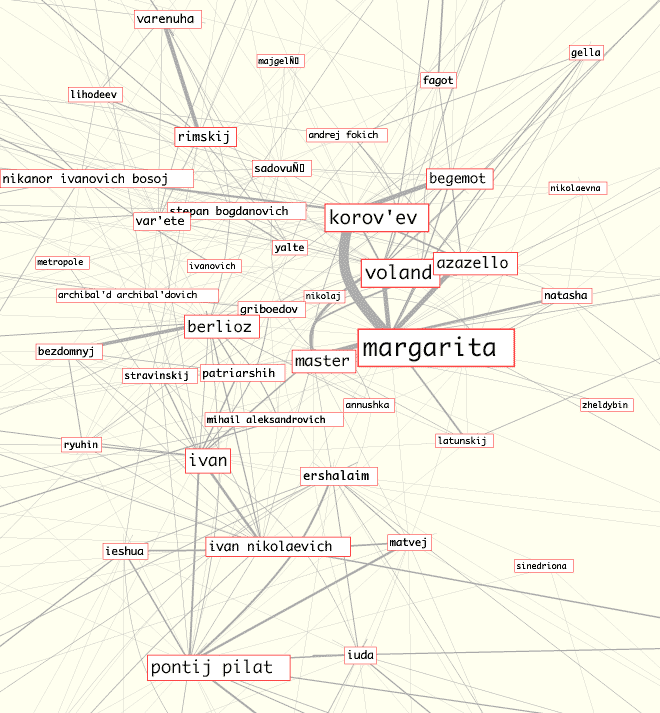 varenuha
gella
majgelÑ
fagot
lihodeev
rimskij
andrej fokich
sadovuÑ
nikanor ivanovich bosoj
begemot
nikolaevna
stepan bogdanovich
korov'ev
var'ete
yalte
metropole
ivanovich
voland
azazello
archibal'd archibal'dovich
nikolaj
natasha
griboedov
berlioz
margarita
bezdomnyj
master
stravinskij
patriarshih
annushka
zheldybin
mihail aleksandrovich
ryuhin
latunskij
ivan
ershalaim
ieshua
ivan nikolaevich
matvej
sinedriona
pontij pilat
iuda